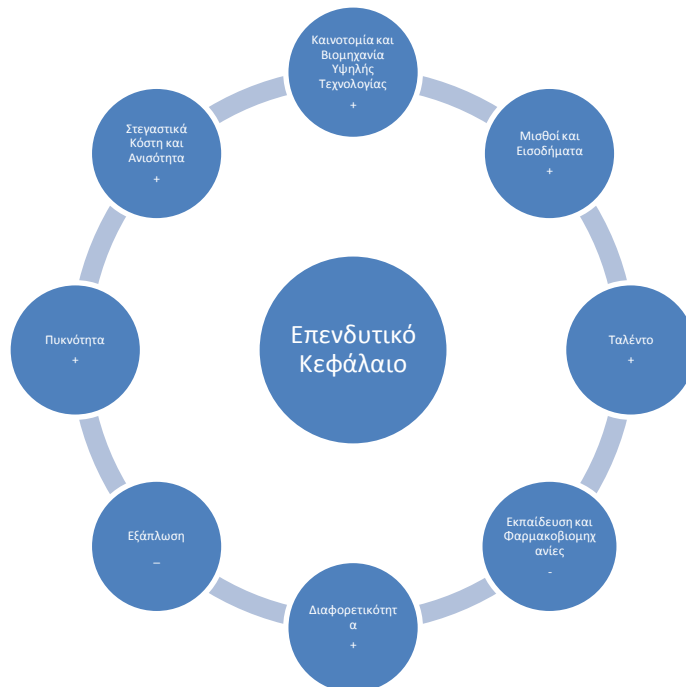 Καινοτομία και
Βιομηχανία
Υψηλής
Τεχνολογίας
+
Μισθοί και
Εισοδήματα
+
Ταλέντο
+
Εκπαίδευση και
Φαρμακοβιομηχ
ανίες
-
Διαφορετικότητ
α
+
Εξάπλωση
–
Πυκνότητα
+
Στεγαστικά
Κόστη και
Ανισότητα
+
Επενδυτικό
Κεφάλαιο